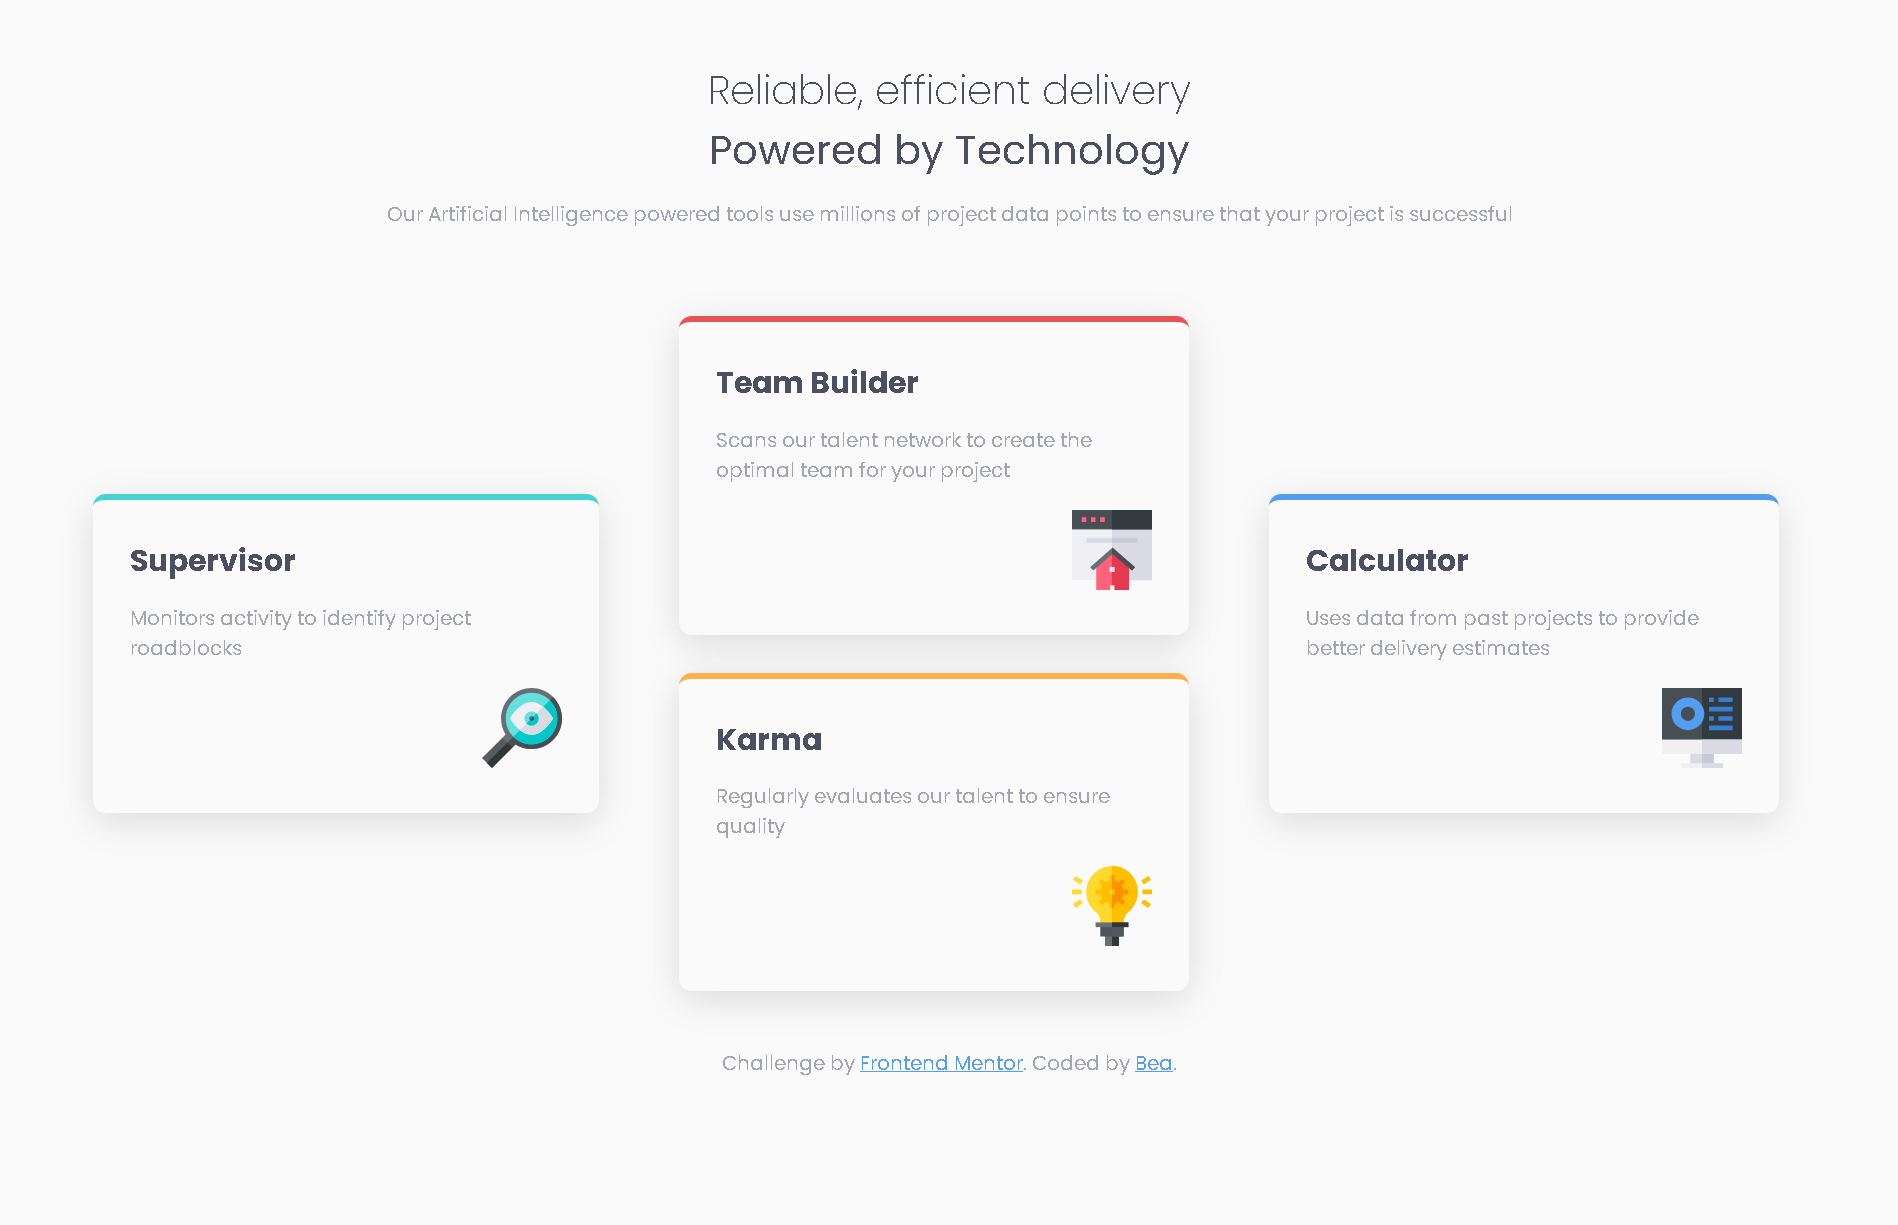 Reliable, efficient delivery
Powered by Technology
Our Artificial Intelligence powered tools use millions of project data points to ensure that your project is successful
Supervisor
Monitors activity to identify project
roadblocks
Team Builder
Scans our talent network to create the
optimal team for your project
Karma
Regularly evaluates our talent to ensure
quality
Calculator
Uses data from past projects to provide
better delivery estimates
Challenge by Frontend Mentor. Coded by Bea.